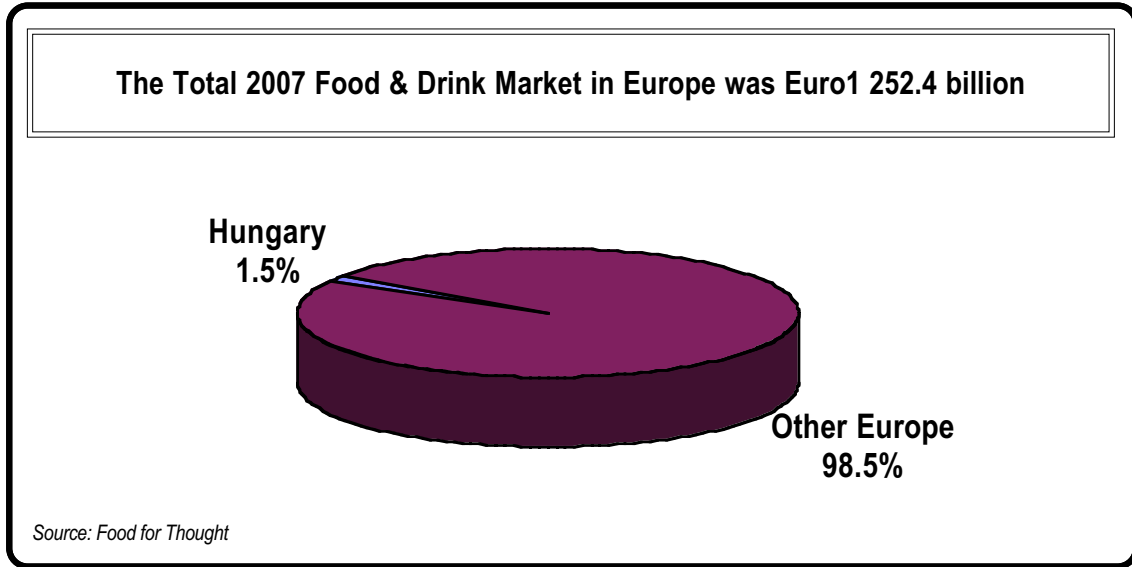 The Total 2007 Food & Drink Market in Europe was Euro1 252.4 billion
Hungary
1.5%
Other Europe
98.5%
Source: Food for Thought